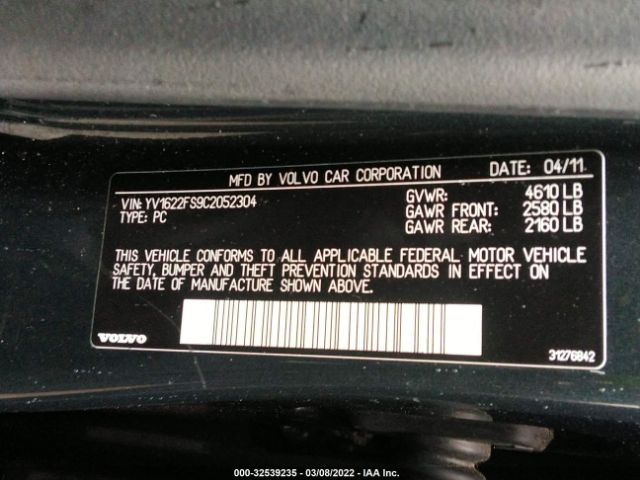 MFD BY VOLVO CAR CORPORATION DATE: 04/11
VIN: YV1622FS9C2052304 GVWR: 4610 LB
TYPE: PC GAWR FRONT: 2580 LB
GAWR REAR: 2160 LB
THIS VEHICLE CONFORMS TO ALL APPLICABLE FEDERAL MOTOR VEHICLE
SAFETY, BUMPER AND THEFT PREVENTION STANDARDS IN EFFECT ON
THE DATE OF MANUFACTURE SHOWN ABOVE.
VOLVO 31276842
000-32539235 - 03/08/2022 - IAA Inc.